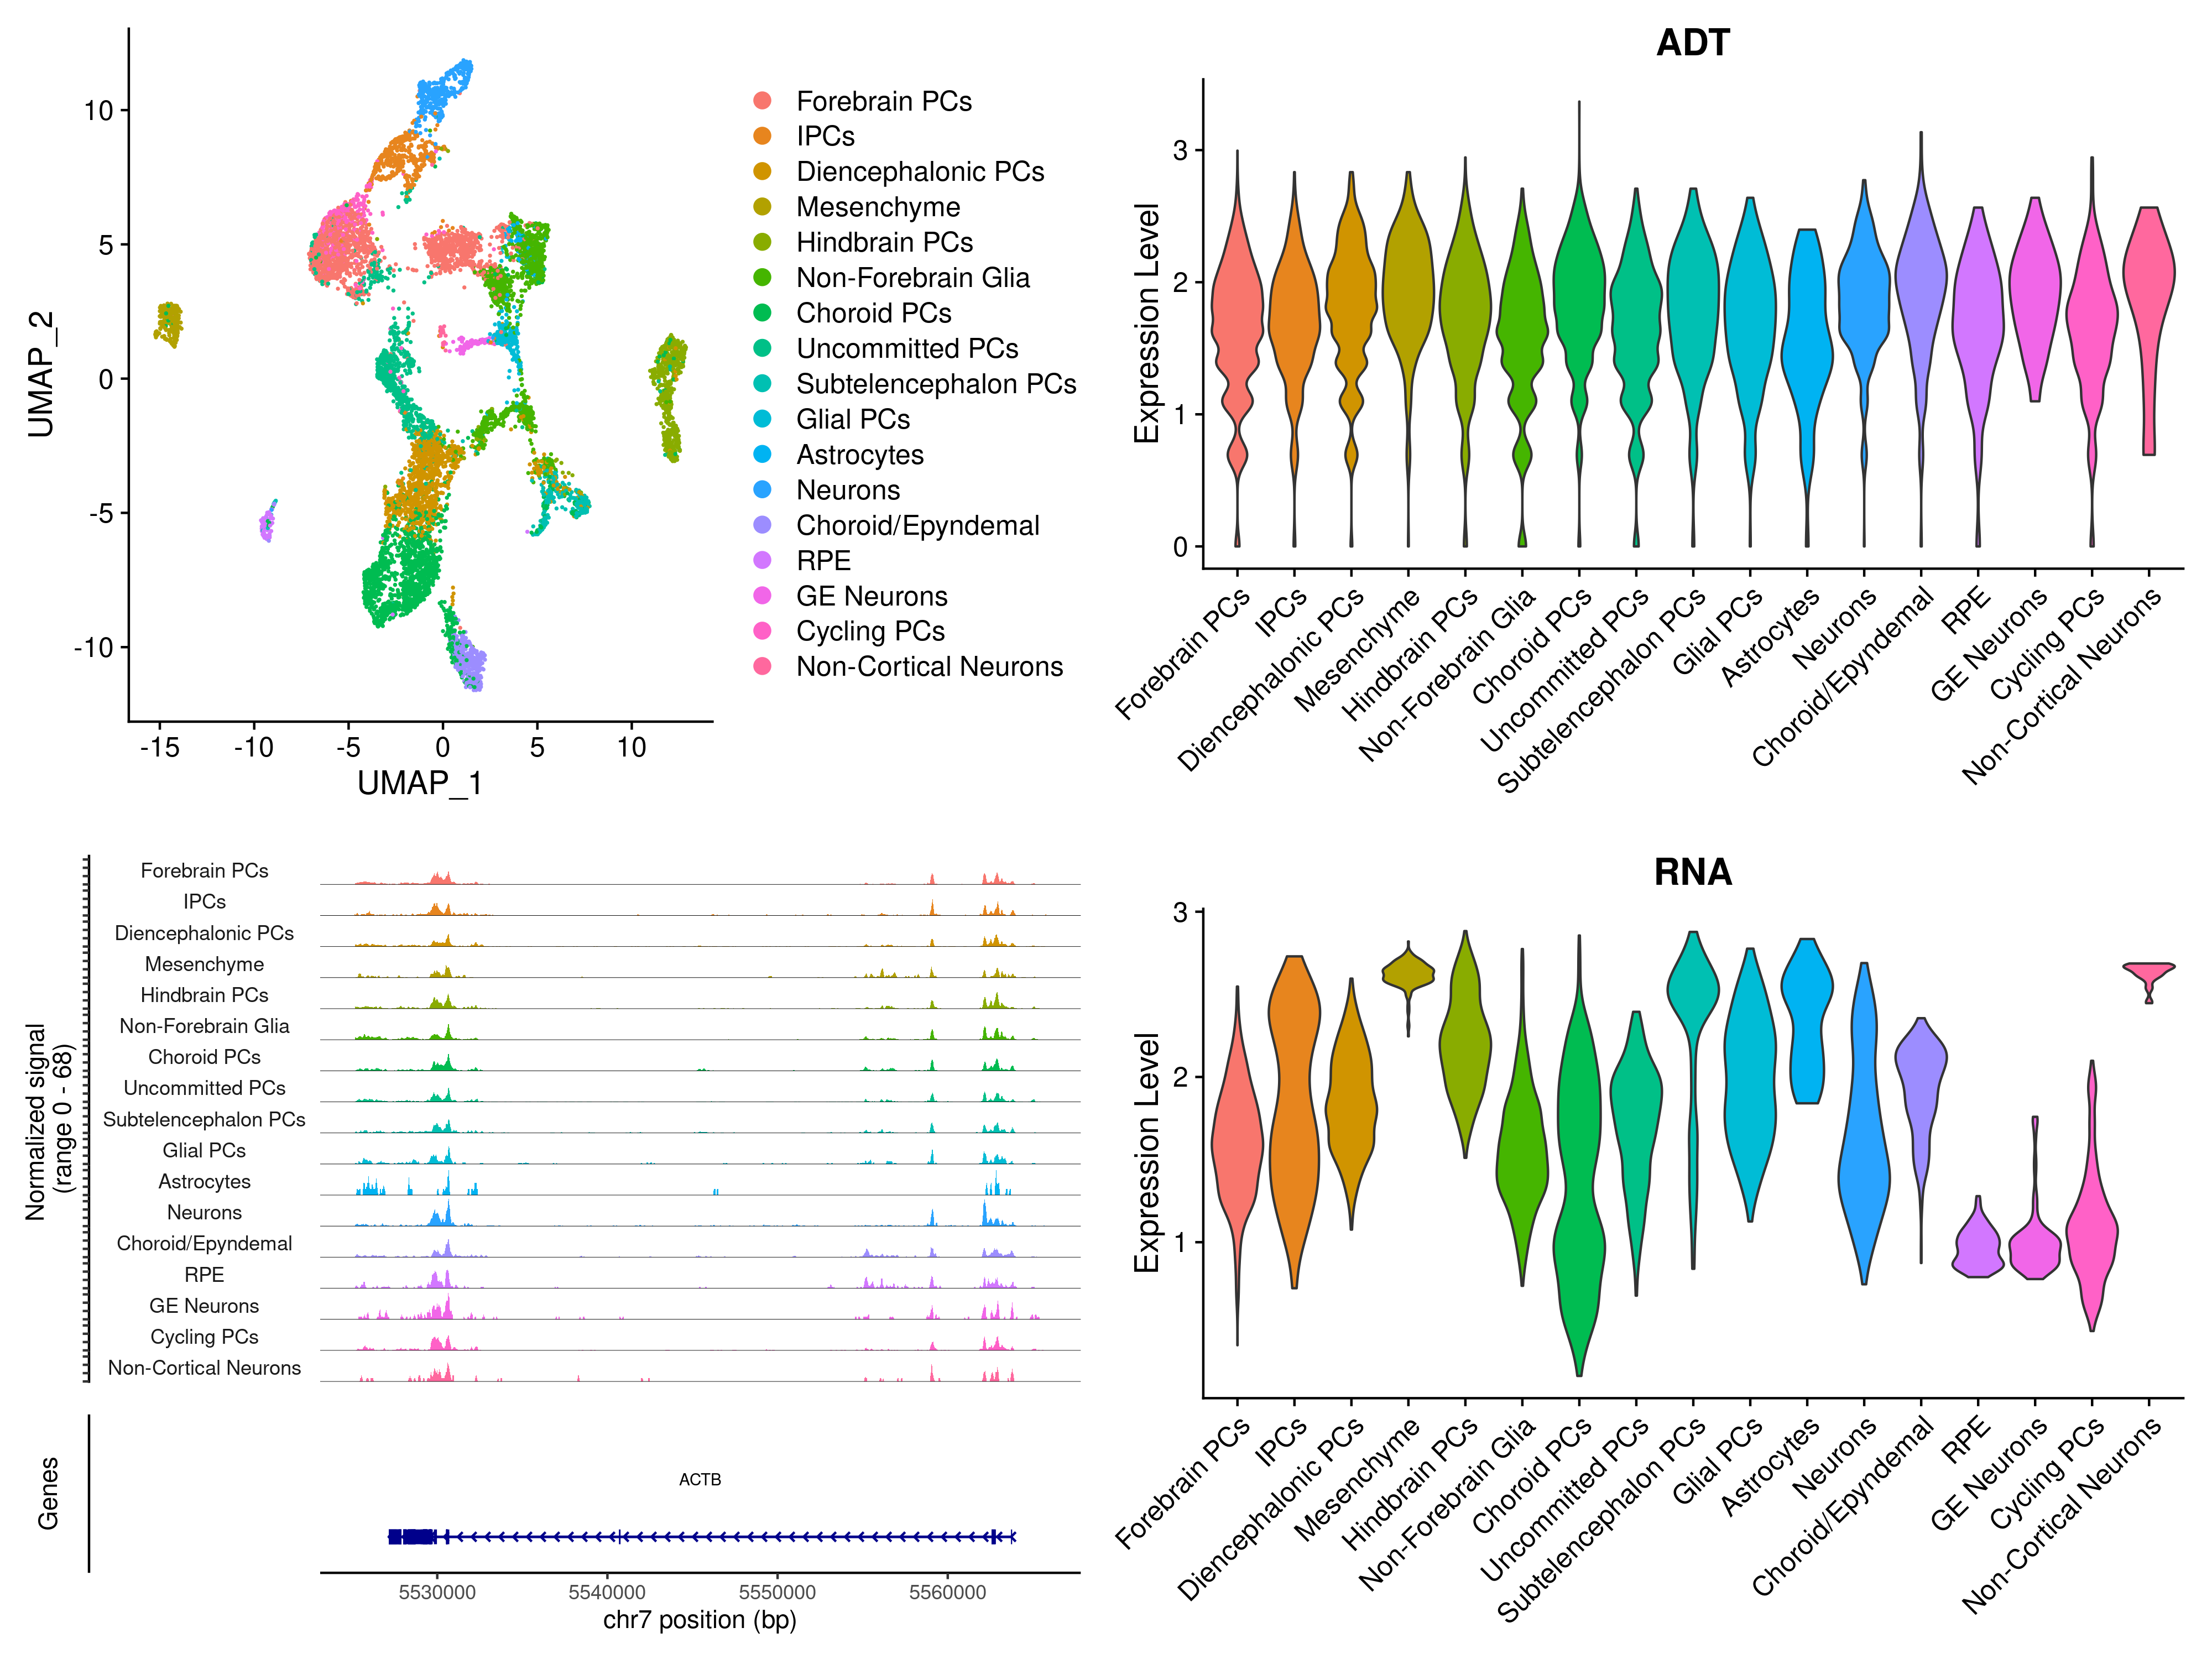 10
5
0
-5
-10
UMAP_2
-15 -10 -5 0 5 10
UMAP_1
Forebrain PCs
IPCs
Diencephalonic PCs
Mesenchyme
Hindbrain PCs
Non-Forebrain Glia
Choroid PCs
Uncommitted PCs
Subtelencephalon PCs
Glial PCs
Astrocytes
Neurons
Choroid/Epyndemal
RPE
GE Neurons
Cycling PCs
Non-Cortical Neurons
ADT
Expression Level
3
2
1
0
Forebrain PCs
IPCs
Diencephalonic PCs
Mesenchyme
Hindbrain PCs
Non-Forebrain Glia
Choroid PCs
Uncommitted PCs
Subtelencephalon PCs
Glial PCs
Astrocytes
Neurons
Choroid/Epyndemal
RPE
GE Neurons
Cycling PCs
Non-Cortical Neurons
Normalized signal
(range 0 - 68)
Forebrain PCs
IPCs
Diencephalonic PCs
Mesenchyme
Hindbrain PCs
Non-Forebrain Glia
Choroid PCs
Uncommitted PCs
Subtelencephalon PCs
Glial PCs
Astrocytes
Neurons
Choroid/Epyndemal
RPE
GE Neurons
Cycling PCs
Non-Cortical Neurons
Genes
ACTB
5530000 5540000 5550000 5560000
chr7 position (bp)
RNA
Expression Level
3
2
1
Forebrain PCs
IPCs
Diencephalonic PCs
Mesenchyme
Hindbrain PCs
Non-Forebrain Glia
Choroid PCs
Uncommitted PCs
Subtelencephalon PCs
Glial PCs
Astrocytes
Neurons
Choroid/Epyndemal
RPE
GE Neurons
Cycling PCs
Non-Cortical Neurons